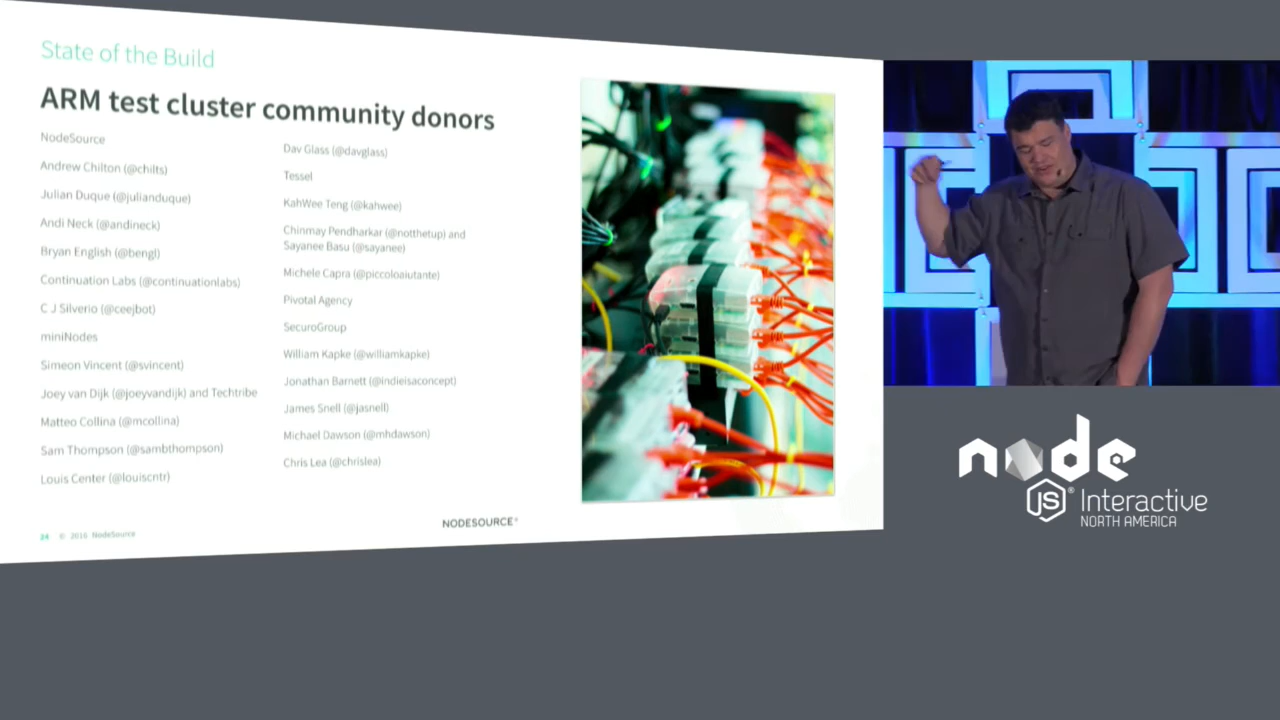 State of the Build
ARM test cluster community donors
NodeSource
Andrew Chilton (@chilts)
Julian Duque (@julianduque)
Andi Neck (@andineck)
Bryan English (@bengl)
Continuation Labs (@continuationlabs)
C J Silverio (@ceejbot)
miniNodes
Simeon Vincent (@svincent)
Joey van Dijk (@joeyvandijk) and Techtribe
Matteo Collina (@mcollina)
Sam Thompson (@sambthompson)
Louis Center (@louiscntr)
Dav Glass (@davglass)
Tessel
KahWee Teng (@kahwee)
Chinmay Pendharkar (@notthetup) and
Sayanee Basu (@sayanee)
Michele Capra (@piccoloaiutante)
Pivotal Agency
SecuroGroup
William Kapke (@williamkapke)
Jonathan Barnett (@indieisaconcept)
James Snell (@jasnell)
Michael Dawson (@mhdawson)
Chris Lea (@chrislea)
24 © 2016 NodeSource
NODESOURCE®
node
JS® Interactive
NORTH AMERICA